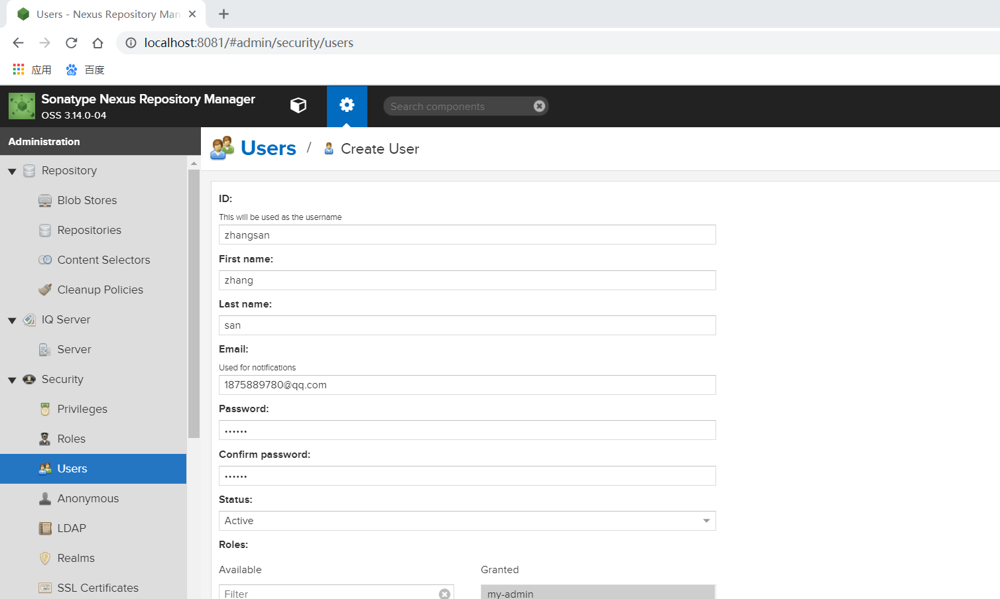 Users - Nexus Repository Man
localhost:8081/#admin/security/users
应用 百度
Sonatype Nexus Repository Manager
OSS 3.14.0-04
Search components
Administration
Repository
Blob Stores
Repositories
Content Selectors
Cleanup Policies
IQ Server
Server
Security
Privileges
Roles
Users
Anonymous
LDAP
Realms
SSL Certificates
Users / Create User
ID:
This will be used as the username
zhangsan
First name:
zhang
Last name:
san
Email:
Used for notifications
1875889780@qq.com
Password:
••••••
Confirm password:
••••••
Status:
Active
Roles:
Available Granted
Filter my-admin